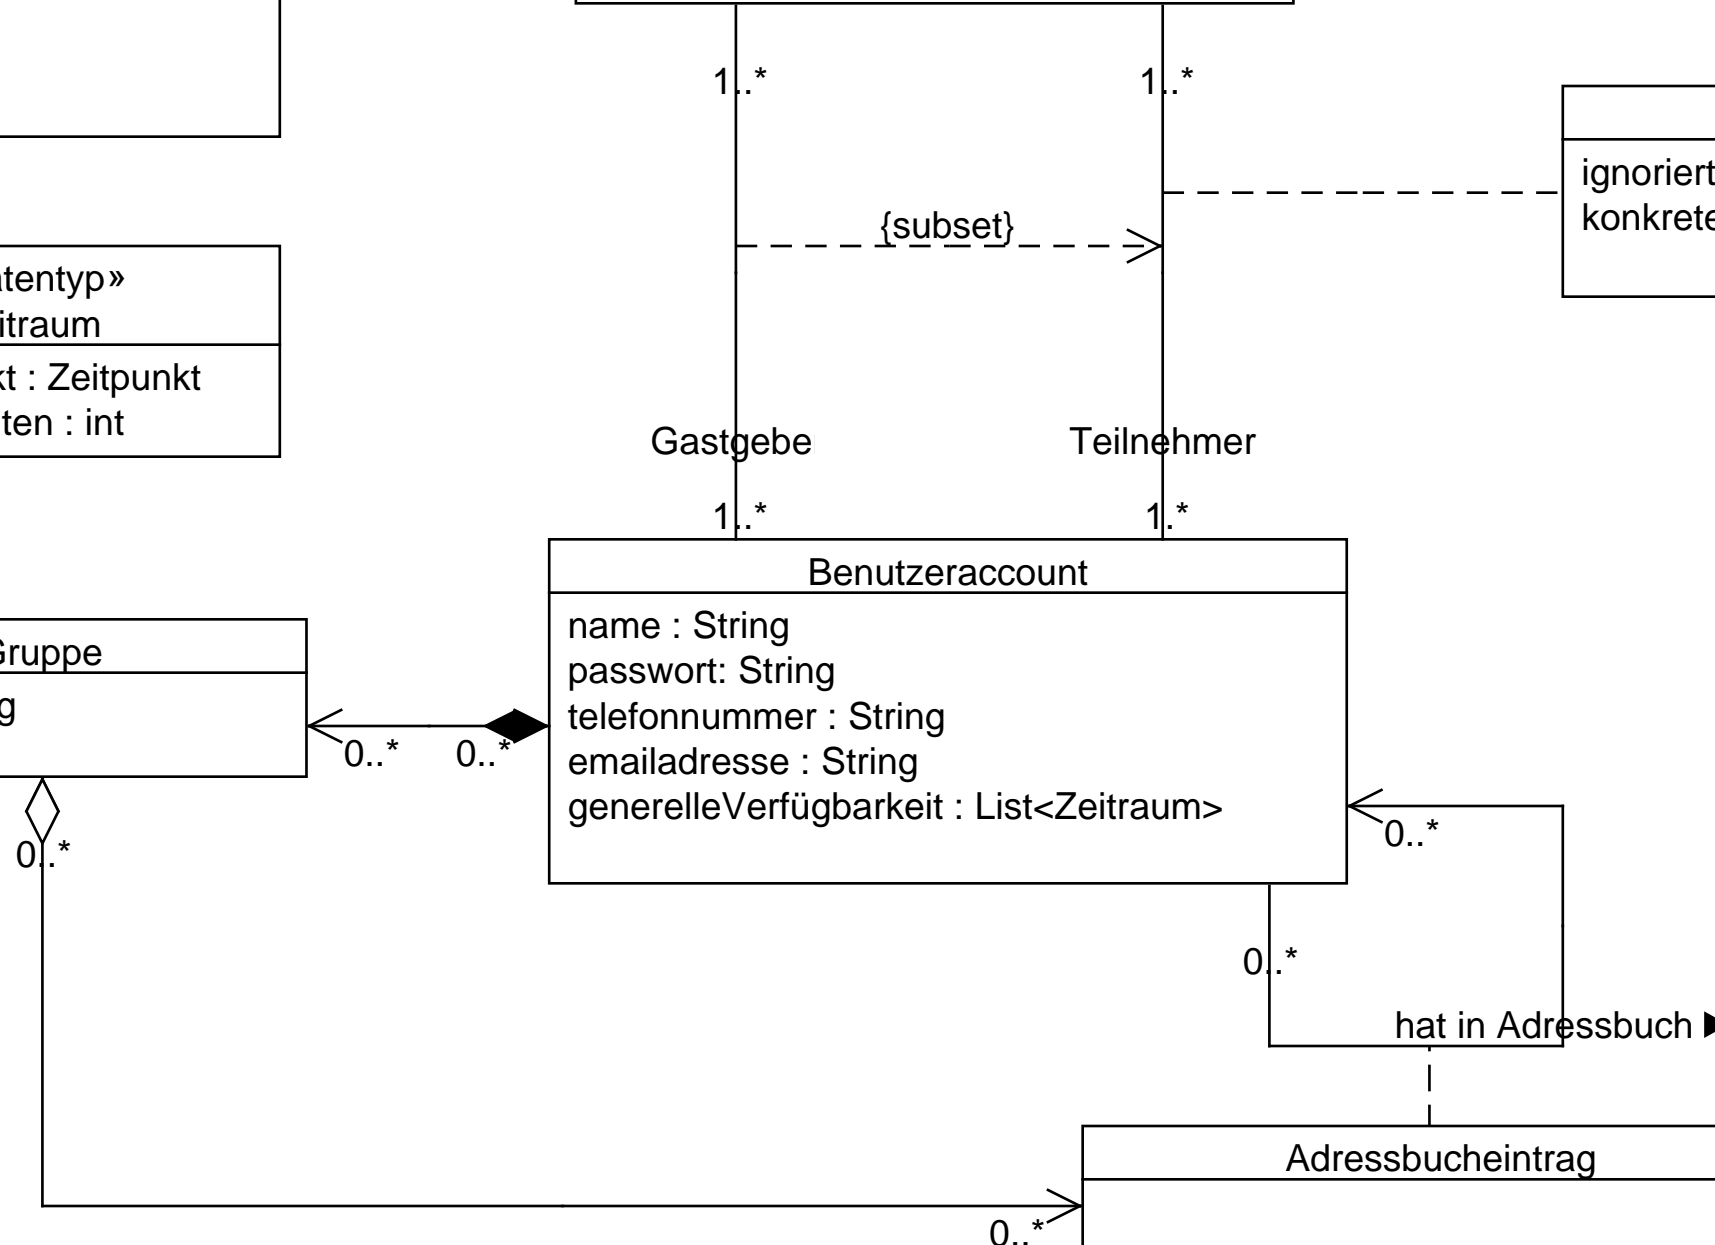 1..*
1..*
ignoriert
konkrete
{subset}
tentyp»
itraum
kt : Zeitpunkt
ten : int
Gastgebe
Teilnehmer
1..*
1.*
Benutzeraccount
name : String
passwort: String
telefonnummer : String
emailadresse : String
generelleVerfügbarkeit : List<Zeitraum>
Gruppe
g
0..*
0..*
0..*
0..*
0..*
hat in Adressbuch ▶
Adressbucheintrag
0..*